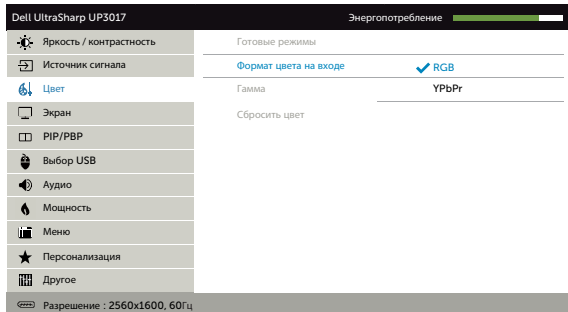 Dell UltraSharp UP3017 Энергопотребление
Яркость / контрастность Готовые режимы
Источник сигнала Формат цвета на входе RGB
Цвет Гамма YPbPr
Экран Сбросить цвет
PIP/PBP
Выбор USB
Аудио
Мощность
Меню
Персонализация
Другое
Разрешение : 2560x1600, 60Гц